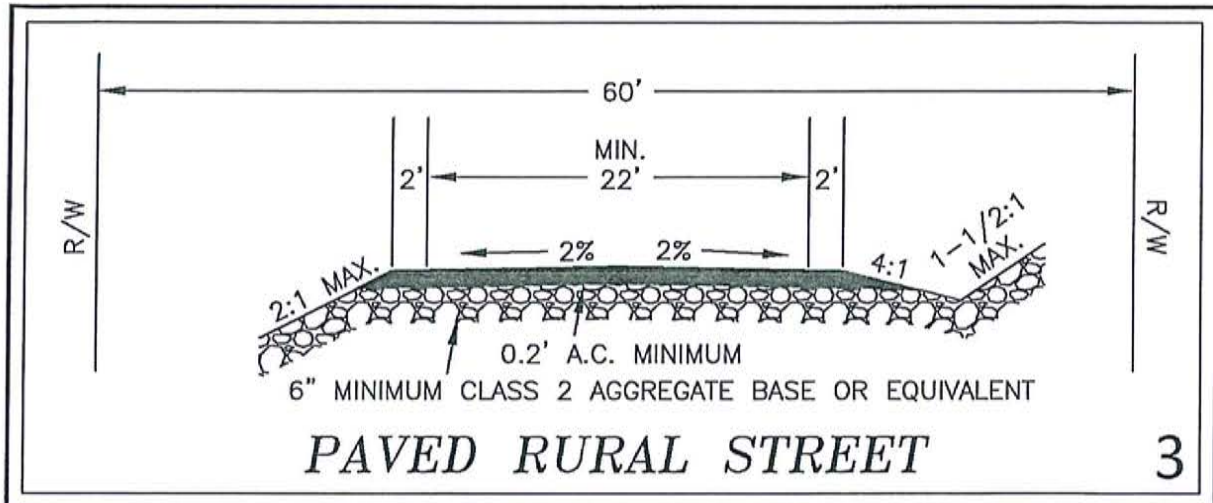 60'
MIN.
2' 22' 2'
R/W
R/W
2% 2%
2:1 MAX.
4:1
1-1/2:1
MAX.
0.2' A.C. MINIMUM
6" MINIMUM CLASS 2 AGGREGATE BASE OR EQUIVALENT
PAVED RURAL STREET
3